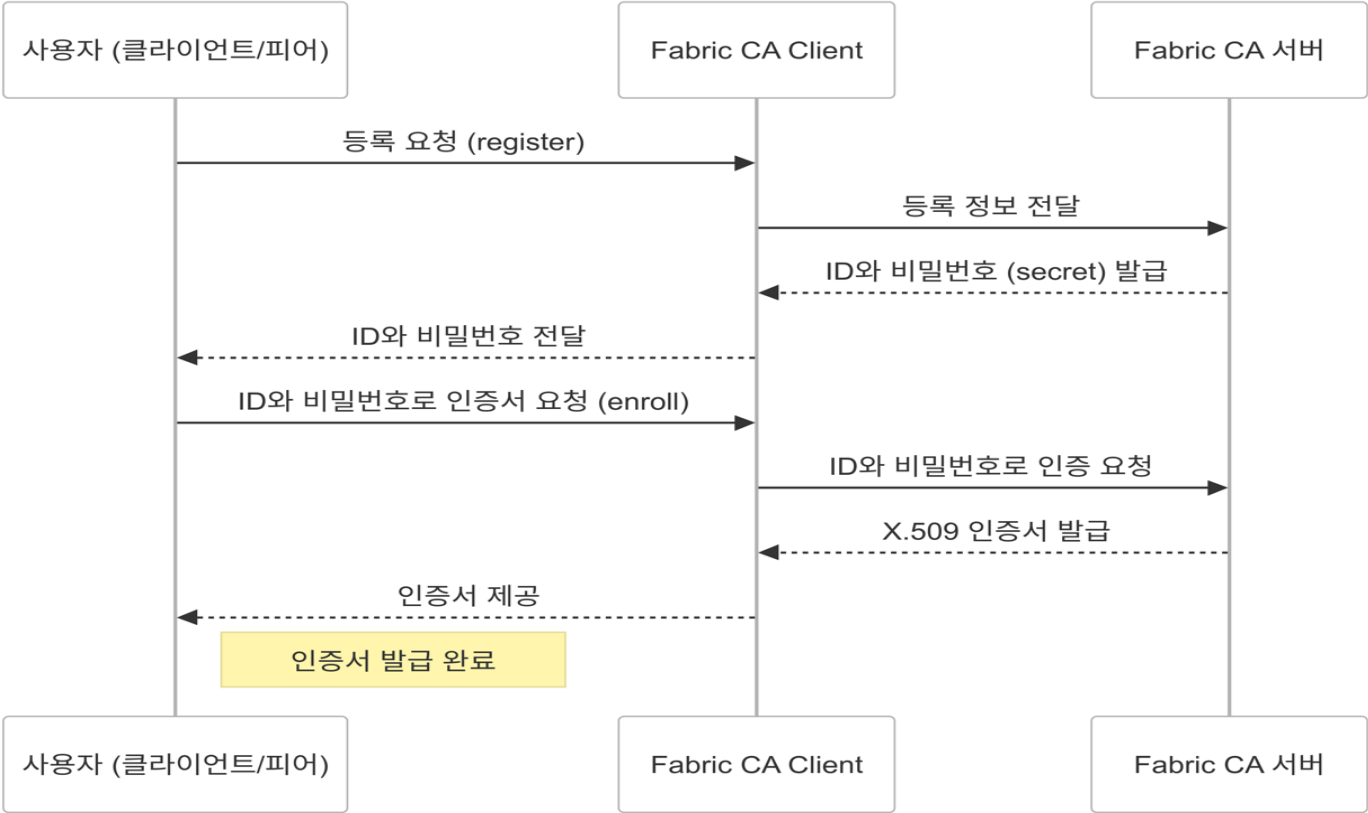 사용자 (클라이언트/피어)
Fabric CA Client
Fabric CA 서버
등록 요청 (register)
등록 정보 전달
ID와 비밀번호 (secret) 발급
ID와 비밀번호 전달
ID와 비밀번호로 인증서 요청 (enroll)
ID와 비밀번호로 인증 요청
X.509 인증서 발급
인증서 제공
인증서 발급 완료
사용자 (클라이언트/피어)
Fabric CA Client
Fabric CA 서버